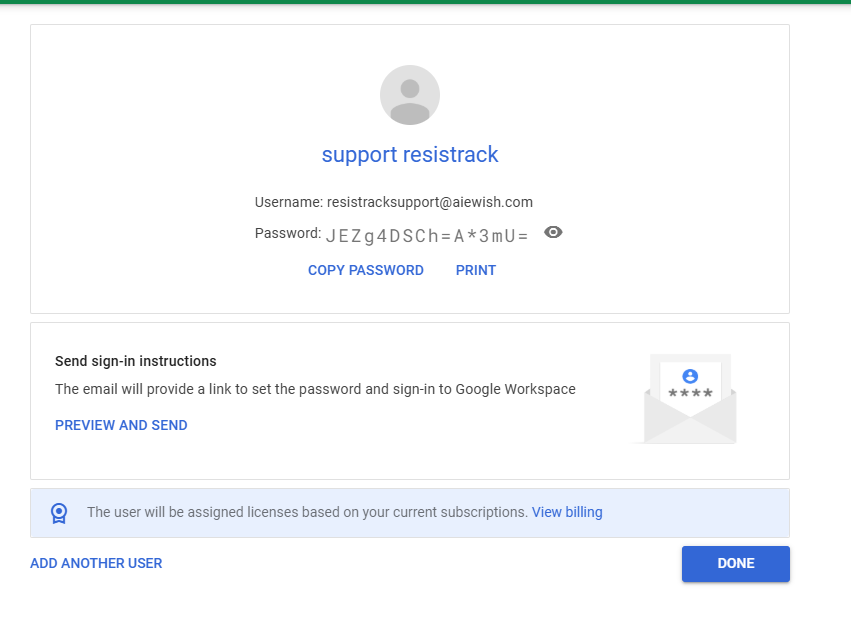 support resistrack
Username: resistracksupport@aiewish.com
Password: JEZg4DSCh=A*3mU=
COPY PASSWORD PRINT
Send sign-in instructions
The email will provide a link to set the password and sign-in to Google Workspace
****
PREVIEW AND SEND
The user will be assigned licenses based on your current subscriptions. View billing
ADD ANOTHER USER DONE